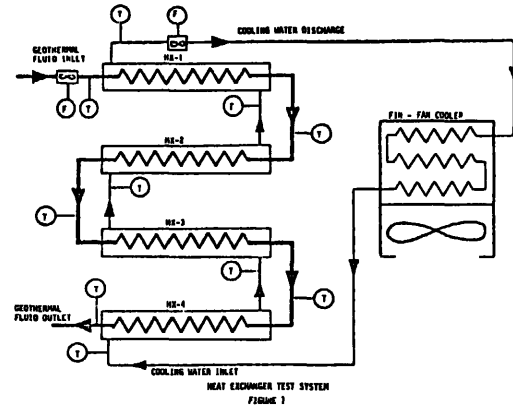 T
F
COOLING WATER DISCHARGE
GEOTHERMAL
FLUID INLET
HX-1
F
T
T
T
FIN - FAN COOLER
HX-2
T
T
HX-3
T
T
T
HX-4
GEOTHERMAL
FLUID OUTLET
T
COOLING WATER INLET
HEAT EXCHANGER TEST SYSTEM
FIGURE 1